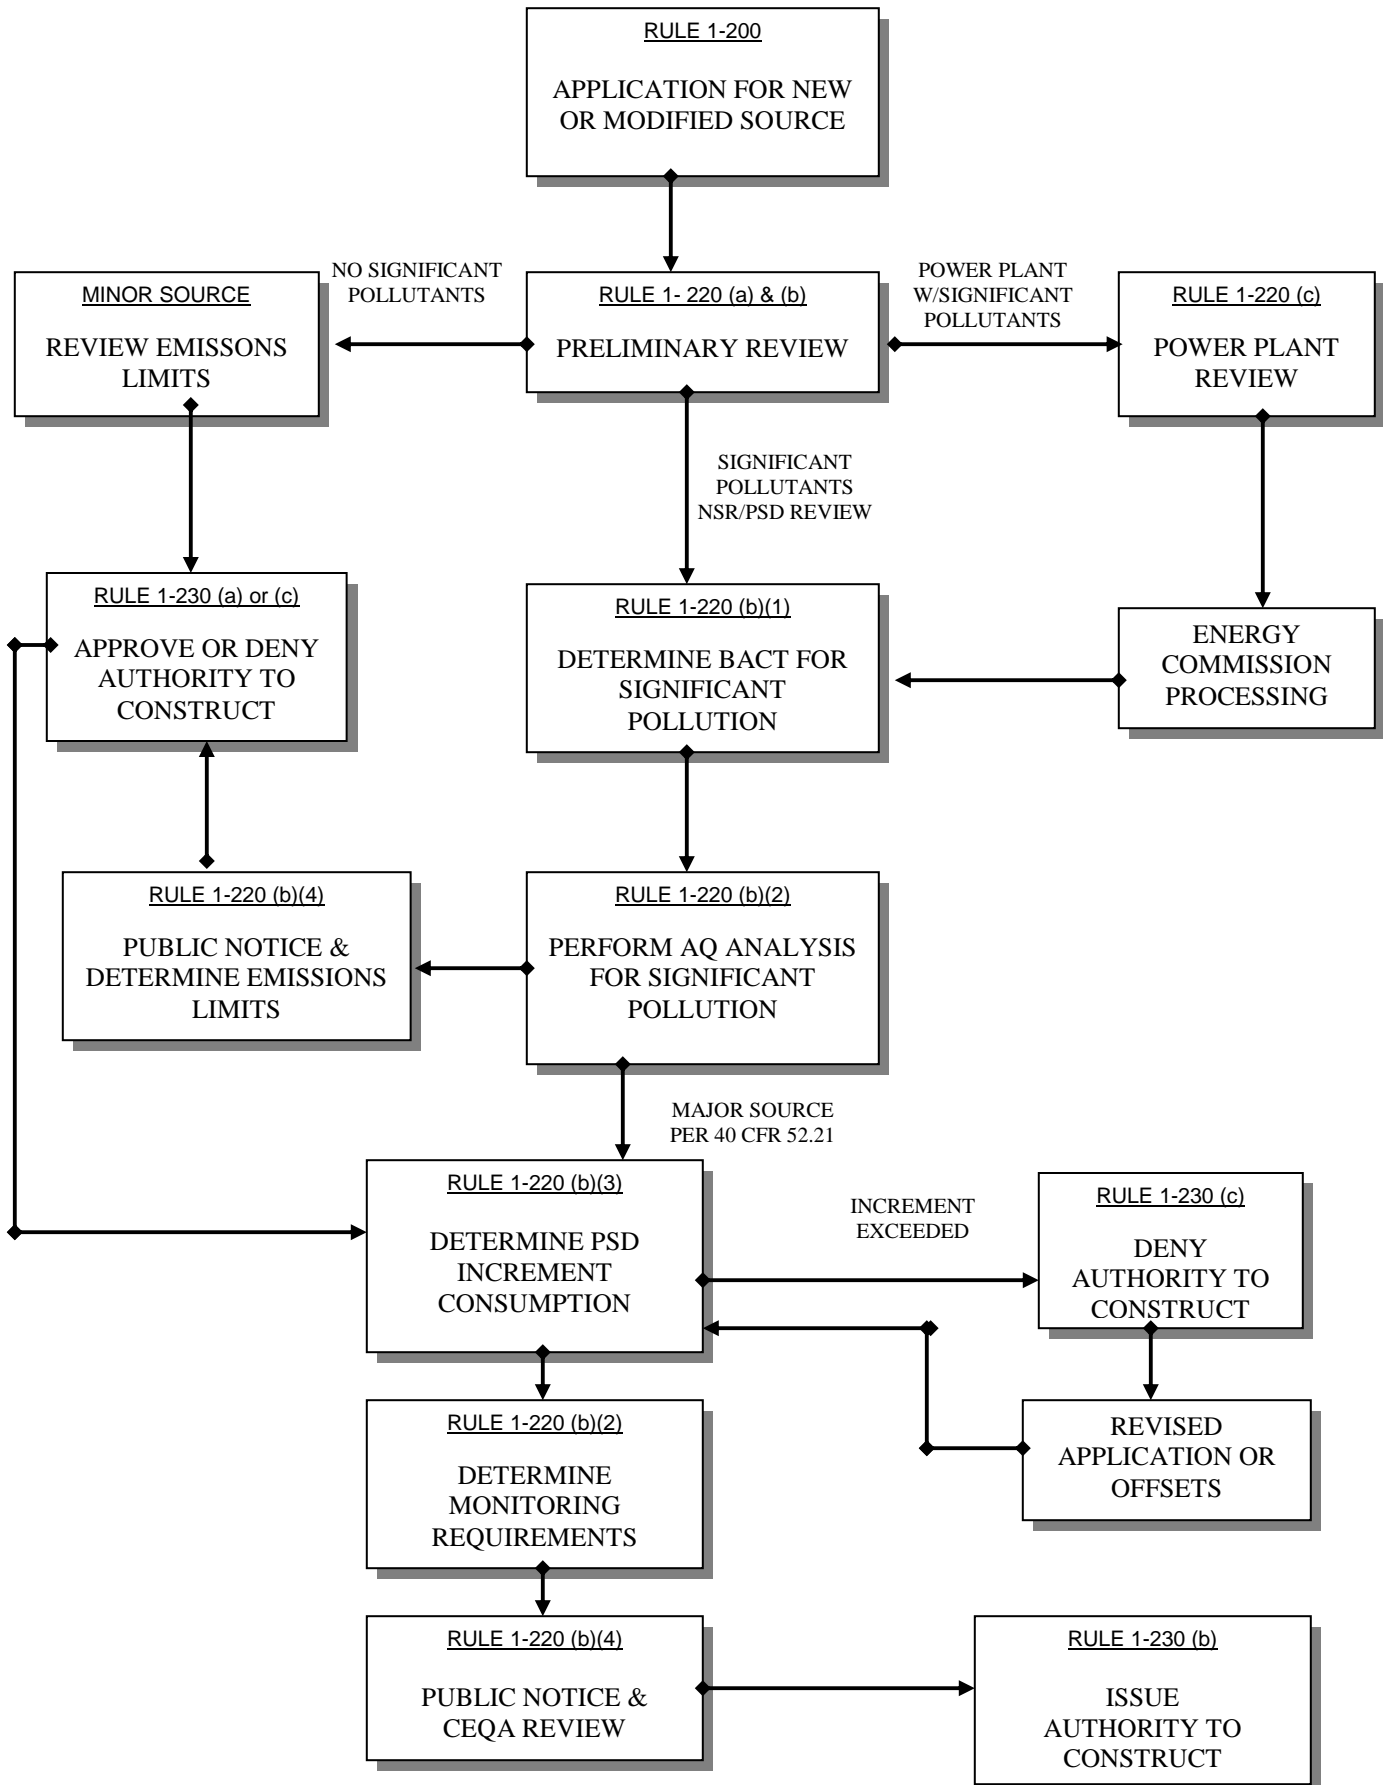 RULE 1-200
APPLICATION FOR NEW
OR MODIFIED SOURCE
MINOR SOURCE
REVIEW EMISSONS
LIMITS
NO SIGNIFICANT
POLLUTANTS
RULE 1- 220 (a) & (b)
PRELIMINARY REVIEW
POWER PLANT
W/SIGNIFICANT
POLLUTANTS
RULE 1-220 (c)
POWER PLANT
REVIEW
SIGNIFICANT
POLLUTANTS
NSR/PSD REVIEW
RULE 1-230 (a) or (c)
APPROVE OR DENY
AUTHORITY TO
CONSTRUCT
RULE 1-220 (b)(1)
DETERMINE BACT FOR
SIGNIFICANT
POLLUTION
ENERGY
COMMISSION
PROCESSING
RULE 1-220 (b)(4)
PUBLIC NOTICE &
DETERMINE EMISSIONS
LIMITS
RULE 1-220 (b)(2)
PERFORM AQ ANALYSIS
FOR SIGNIFICANT
POLLUTION
MAJOR SOURCE
PER 40 CFR 52.21
RULE 1-220 (b)(3)
DETERMINE PSD
INCREMENT
CONSUMPTION
INCREMENT
EXCEEDED
RULE 1-230 (c)
DENY
AUTHORITY TO
CONSTRUCT
RULE 1-220 (b)(2)
DETERMINE
MONITORING
REQUIREMENTS
REVISED
APPLICATION OR
OFFSETS
RULE 1-220 (b)(4)
PUBLIC NOTICE &
CEQA REVIEW
RULE 1-230 (b)
ISSUE
AUTHORITY TO
CONSTRUCT